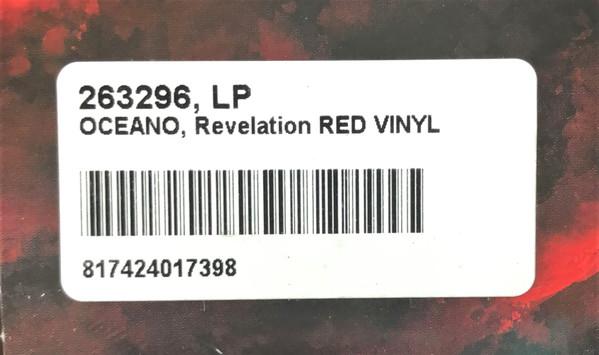 263296, LP
OCEANO, Revelation RED VINYL
817424017398